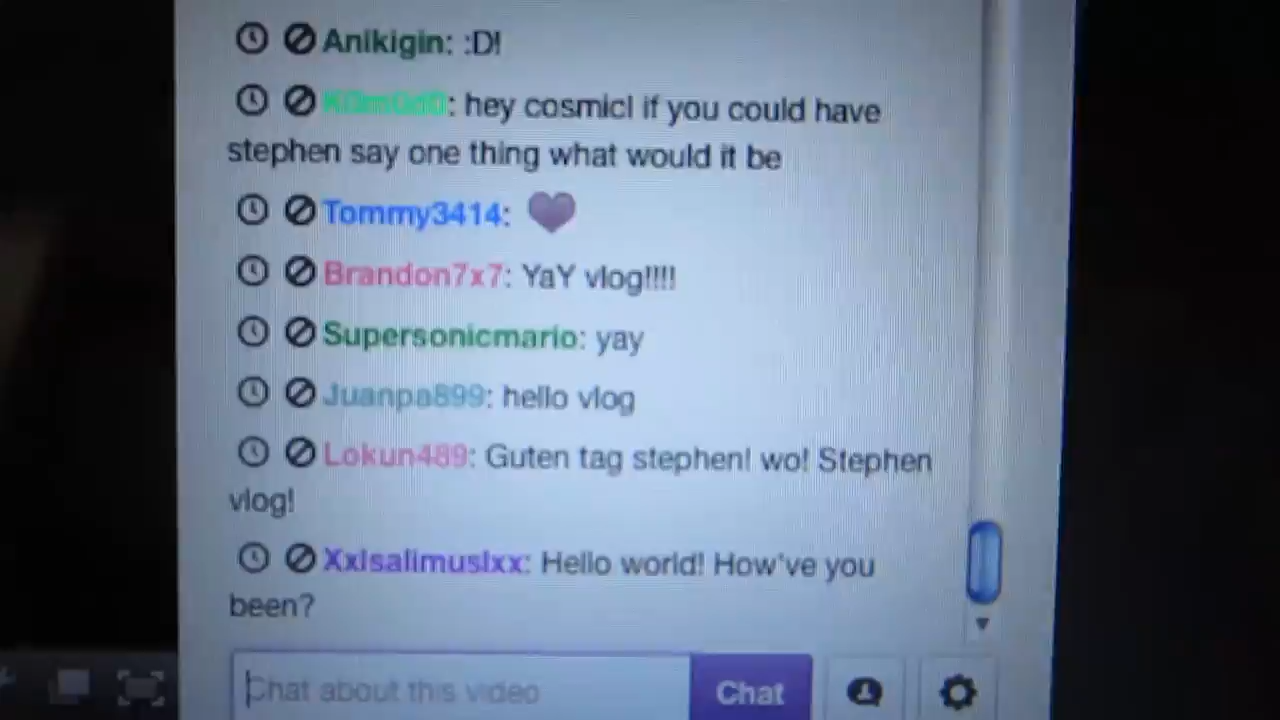 Anikigin: :D!
K0m0d0: hey cosmicl if you could have
stephen say one thing what would it be
Tommy3414:
Brandon7x7: YaY vlog!!!!
Supersonicmario: yay
Juanpa899: hello vlog
Lokun489: Guten tag stephen! wo! Stephen
vlog!
Xxlsalimuslxx: Hello world! How've you
been?
Chat about this video
Chat